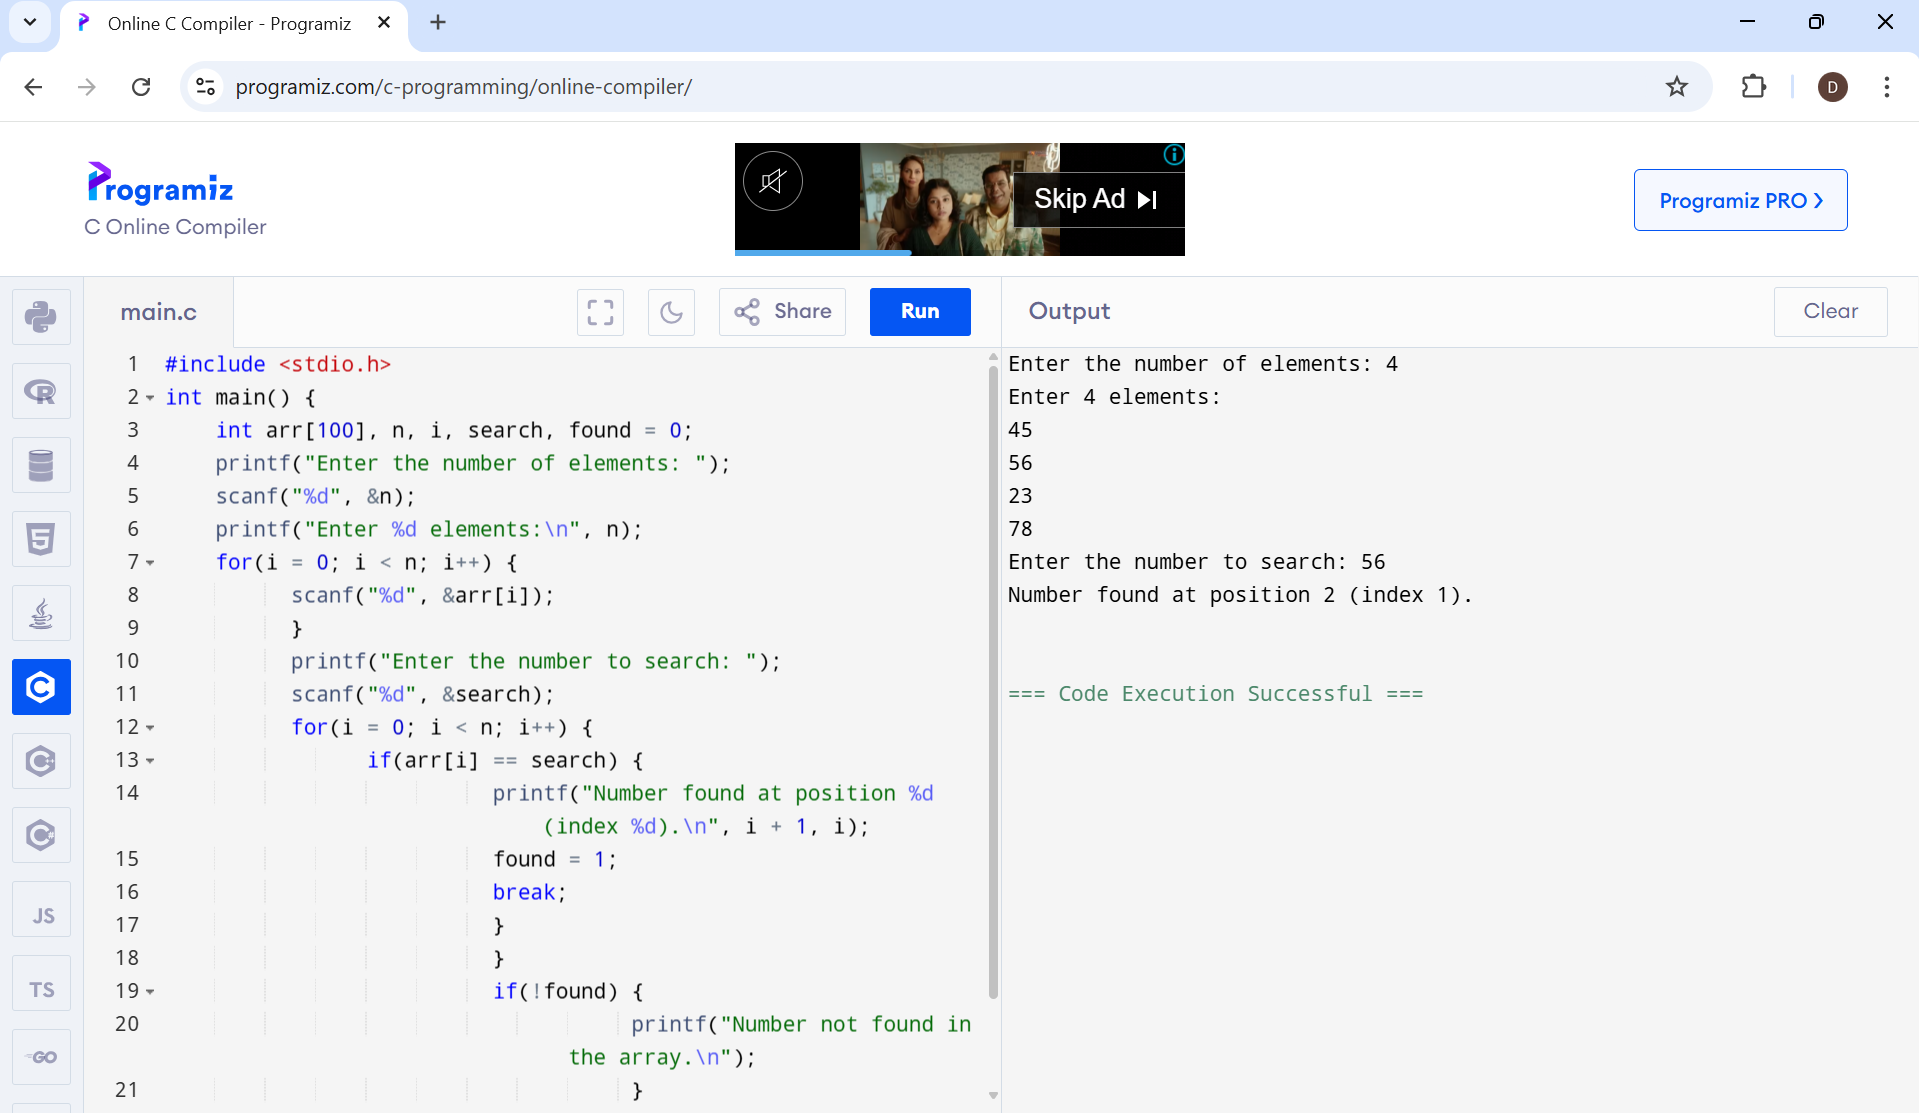 Online C Compiler - Programiz
programiz.com/c-programming/online-compiler/
D
Programiz
C Online Compiler
Skip Ad
Programiz PRO
main.c
Share
Run
Output
Clear
1 #include <stdio.h>
2 int main() {
3 int arr[100], n, i, search, found = 0;
4 printf("Enter the number of elements: ");
5 scanf("%d", &n);
6 printf("Enter %d elements:\n", n);
7 for(i = 0; i < n; i++) {
8 scanf("%d", &arr[i]);
9 }
10 printf("Enter the number to search: ");
11 scanf("%d", &search);
12 for(i = 0; i < n; i++) {
13 if(arr[i] == search) {
14 printf("Number found at position %d
(index %d).\n", i + 1, i);
15 found = 1;
16 break;
17 }
18 }
19 if(!found) {
20 printf("Number not found in
the array.\n");
21 }
Enter the number of elements: 4
Enter 4 elements:
45
56
23
78
Enter the number to search: 56
Number found at position 2 (index 1).
=== Code Execution Successful ===
R
5
C
C
C#
JS
TS
GO